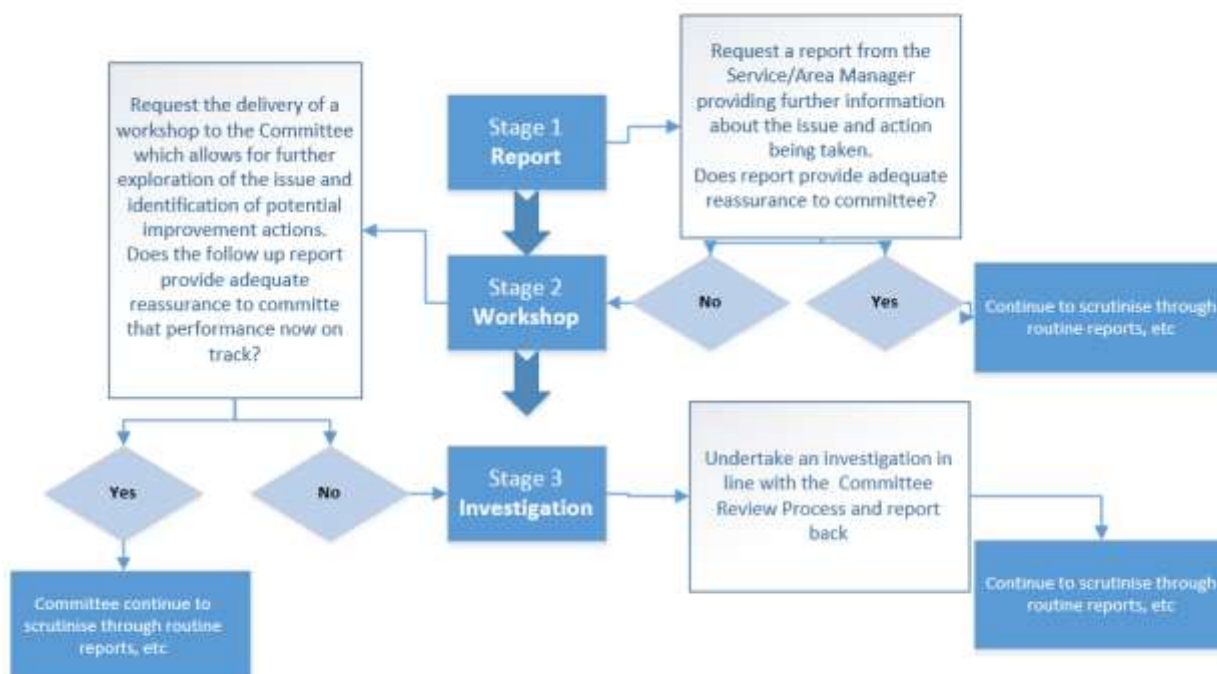 Stage 1
Report
Request a report from the
Service/Area Manager
providing further information
about the issue and action
being taken.
Does report provide adequate
reassurance to committee?
No
Yes
Continue to scrutinise through
routine reports, etc
Stage 2
Workshop
Request the delivery of a
workshop to the Committee
which allows for further
exploration of the issue and
identification of potential
improvement actions.
Does the follow up report
provide adequate
reassurance to committe
that performance now on
track?
Yes
No
Committee continue to
scrutinise through routine
reports, etc
Stage 3
Investigation
Undertake an investigation in
line with the Committee
Review Process and report
back
Continue to scrutinise through
routine reports, etc